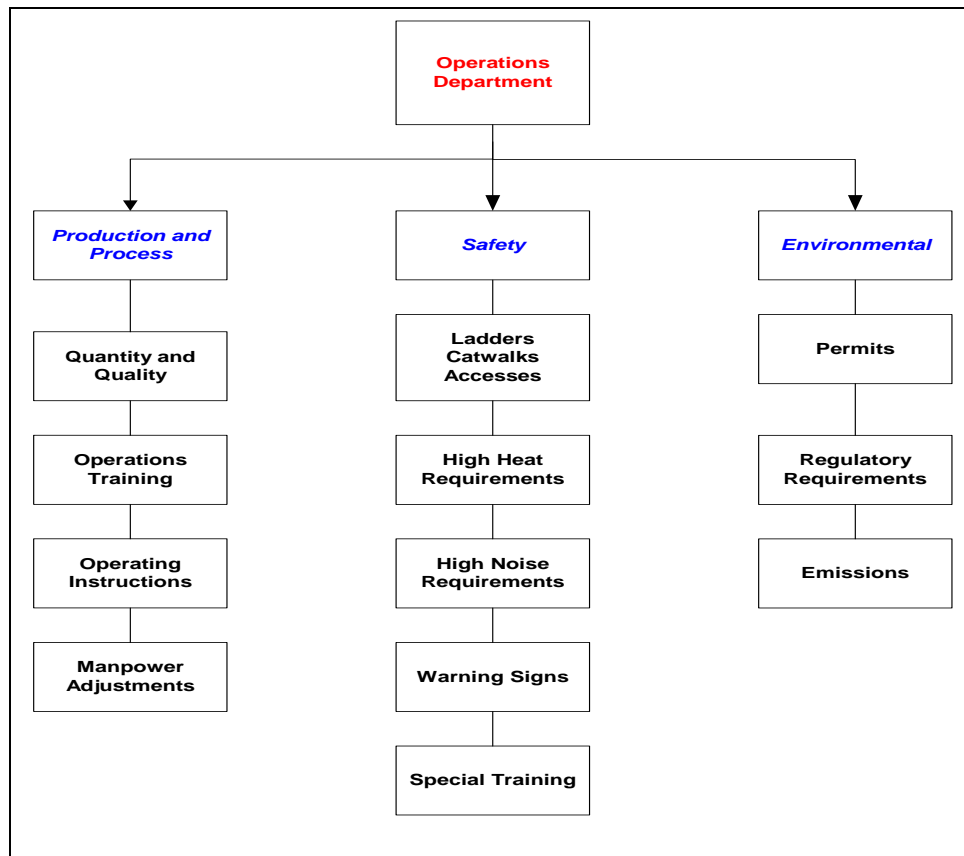 Operations
Department
Production and
Process
Safety
Environmental
Quantity and
Quality
Ladders
Catwalks
Accesses
Permits
Operations
Training
High Heat
Requirements
Regulatory
Requirements
Operating
Instructions
High Noise
Requirements
Emissions
Manpower
Adjustments
Warning Signs
Special Training